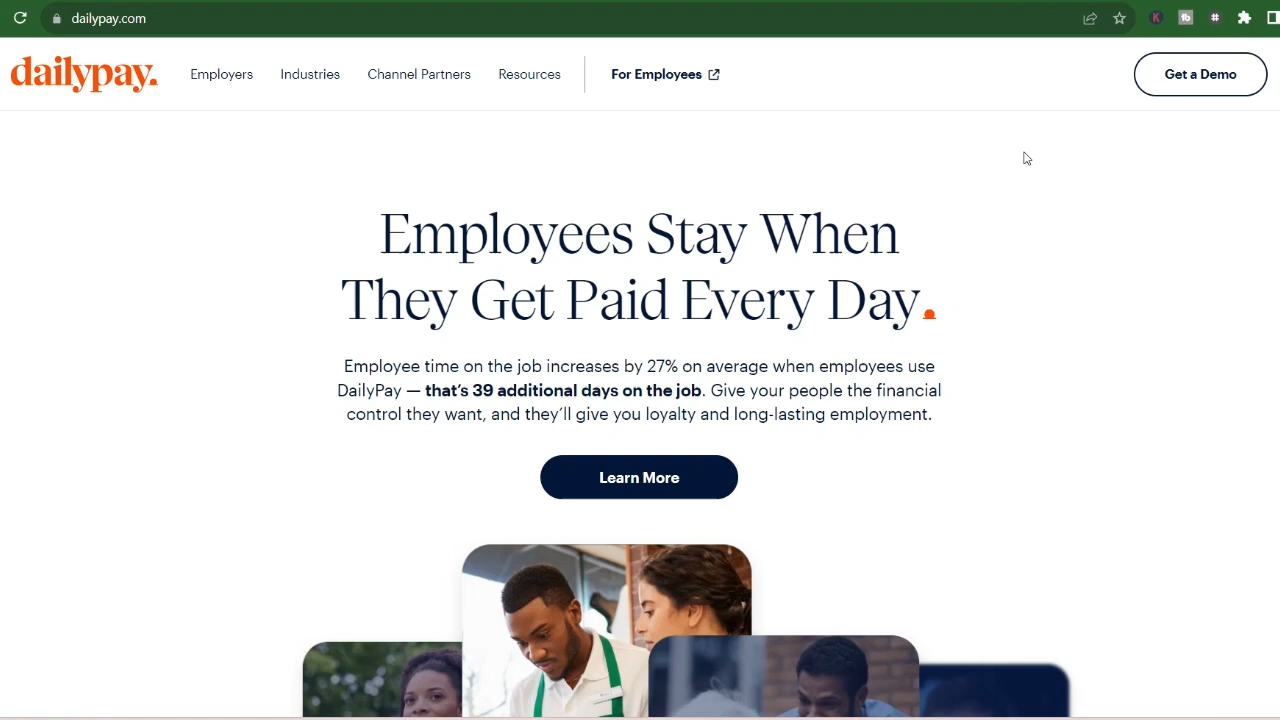 dailypay.com
dailypay.
Employers
Industries
Channel Partners
Resources
For Employees
Get a Demo
Employees Stay When
They Get Paid Every Day.
Employee time on the job increases by 27% on average when employees use
DailyPay — that's 39 additional days on the job. Give your people the financial
control they want, and they'll give you loyalty and long-lasting employment.
Learn More